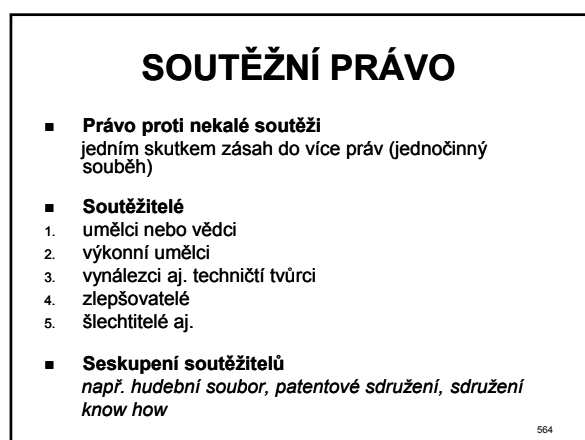 SOUTĚŽNÍ PRÁVO
■ Právo proti nekalé soutěži
jedním skutkem zásah do více práv (jednočinný
souběh)
■ Soutěžitelé
1. umělci nebo vědci
2. výkonní umělci
3. vynálezci aj. techničtí tvůrci
4. zlepšovatelé
5. šlechtitelé aj.
■ Seskupení soutěžitelů
např. hudební soubor, patentové sdružení, sdružení
know how
564